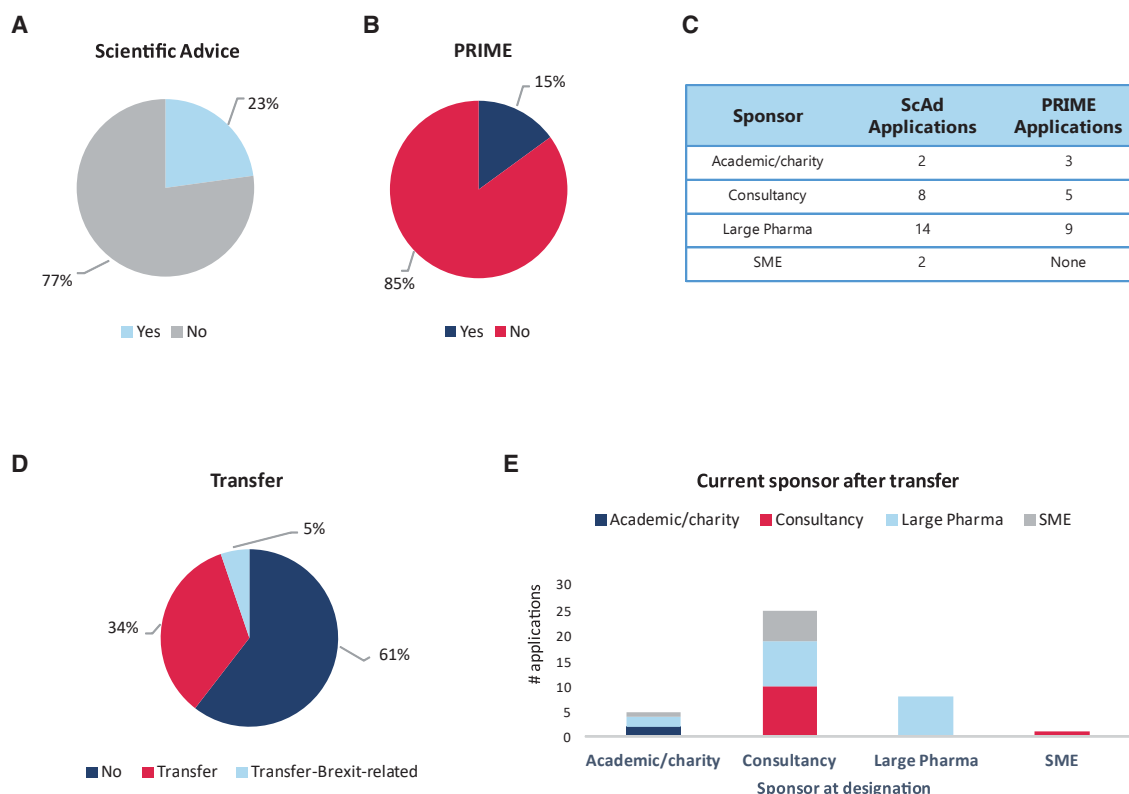 A
Scientific Advice
23%
77%
Yes No
B
PRIME
15%
85%
Yes No
C
Sponsor ScAd Applications PRIME Applications
Academic/charity 2 3
Consultancy 8 5
Large Pharma 14 9
SME 2 None
D
Transfer
5%
34%
61%
No Transfer Transfer-Brexit-related
E
Current sponsor after transfer
Academic/charity Consultancy Large Pharma SME
# applications
30
25
20
15
10
5
0
Academic/charity Consultancy Large Pharma SME
Sponsor at designation